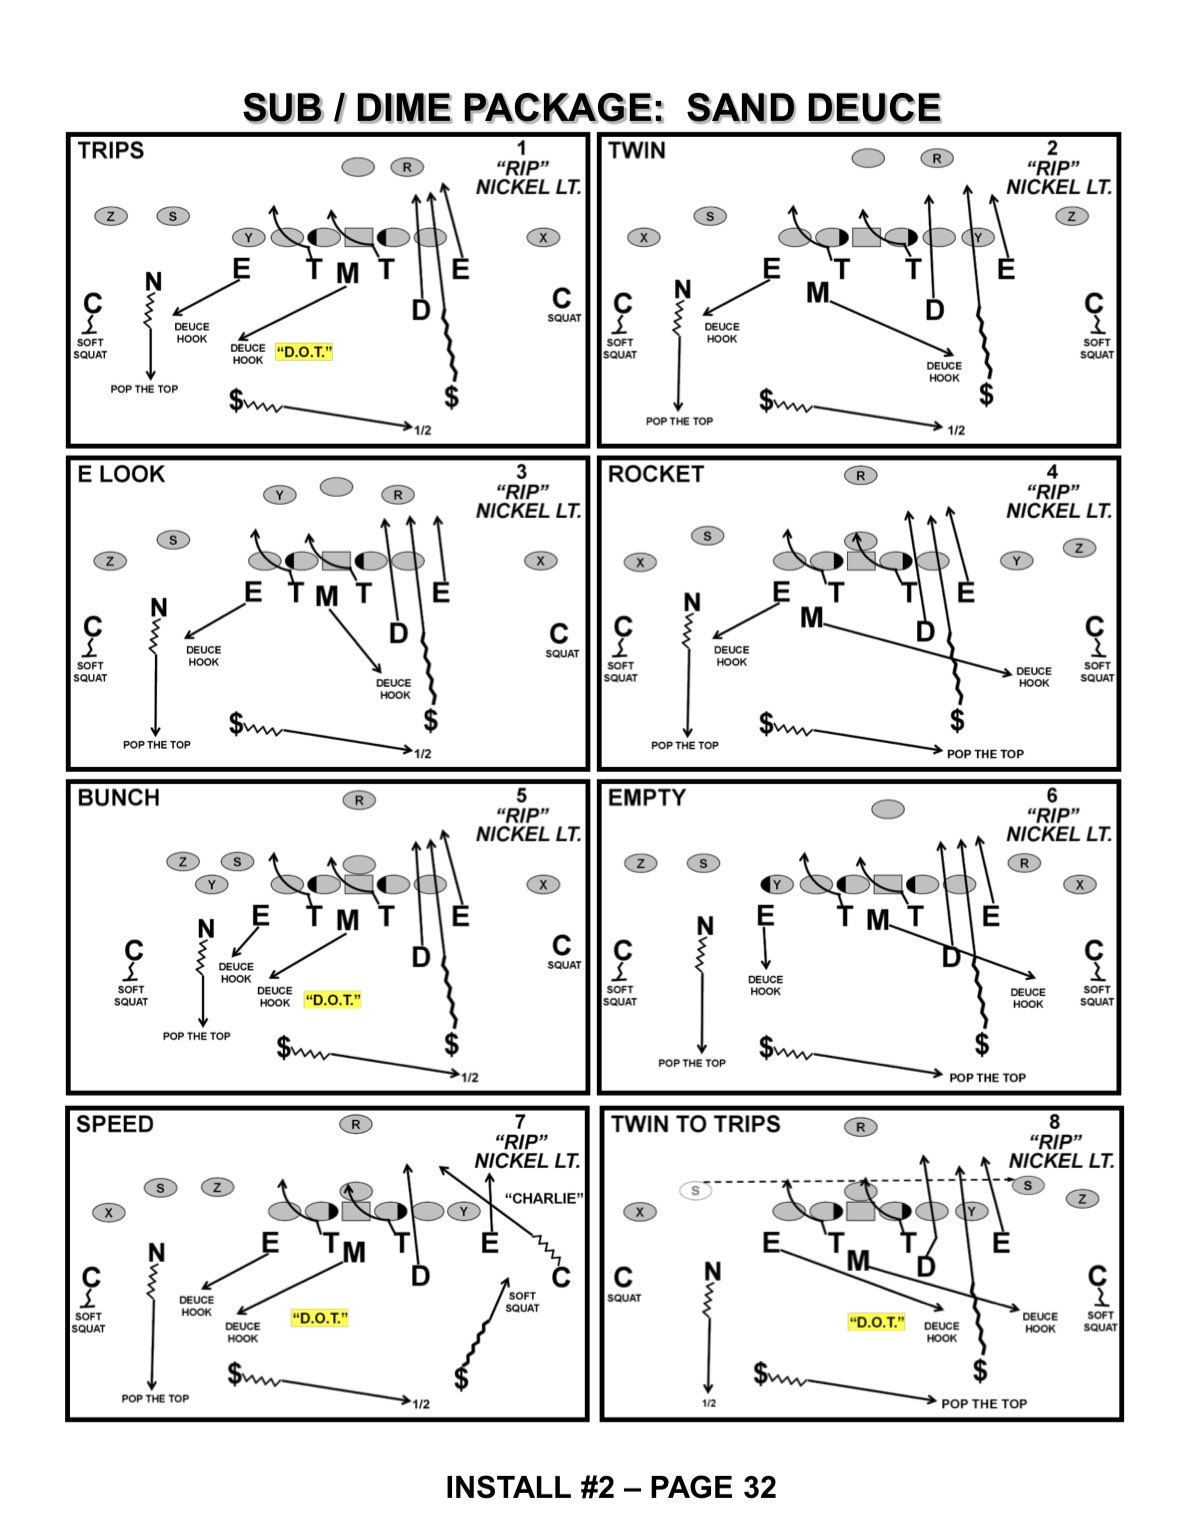 SUB / DIME PACKAGE: SAND DEUCE
TRIPS
1
“RIP”
NICKEL LT.
R
Z
S
Y
X
E
T
M
T
E
N
C
SOFT
SQUAT
DEUCE
HOOK
DEUCE
HOOK
“D.O.T.”
D
C
SQUAT
POP THE TOP
$
1/2
$
TWIN
2
“RIP”
NICKEL LT.
R
S
Z
X
Y
E
T
T
E
N
M
C
SOFT
SQUAT
DEUCE
HOOK
D
C
SOFT
SQUAT
DEUCE
HOOK
POP THE TOP
$
1/2
$
E LOOK
3
“RIP”
NICKEL LT.
Y
R
S
Z
X
E
T
M
T
E
N
C
SOFT
SQUAT
DEUCE
HOOK
D
C
SQUAT
DEUCE
HOOK
POP THE TOP
$
1/2
$
ROCKET
4
“RIP”
NICKEL LT.
R
S
Z
X
Y
E
T
T
E
N
M
C
SOFT
SQUAT
DEUCE
HOOK
D
C
SOFT
SQUAT
DEUCE
HOOK
POP THE TOP
$
POP THE TOP
$
BUNCH
5
“RIP”
NICKEL LT.
R
Z
S
Y
X
E
T
M
T
E
N
C
SOFT
SQUAT
DEUCE
HOOK
DEUCE
HOOK
“D.O.T.”
D
C
SQUAT
POP THE TOP
$
1/2
$
EMPTY
6
“RIP”
NICKEL LT.
Z
S
R
Y
X
E
T
M
T
E
N
C
SOFT
SQUAT
DEUCE
HOOK
D
C
SOFT
SQUAT
DEUCE
HOOK
POP THE TOP
$
POP THE TOP
$
SPEED
7
“RIP”
NICKEL LT.
R
“CHARLIE”
S
Z
X
Y
E
T
M
T
E
N
C
SOFT
SQUAT
DEUCE
HOOK
DEUCE
HOOK
“D.O.T.”
D
C
SOFT
SQUAT
POP THE TOP
$
1/2
$
TWIN TO TRIPS
8
“RIP”
NICKEL LT.
R
S
S
Z
X
Y
E
T
T
E
N
M
D
C
SQUAT
C
SOFT
SQUAT
“D.O.T.”
DEUCE
HOOK
DEUCE
HOOK
1/2
$
POP THE TOP
$
INSTALL #2 – PAGE 32